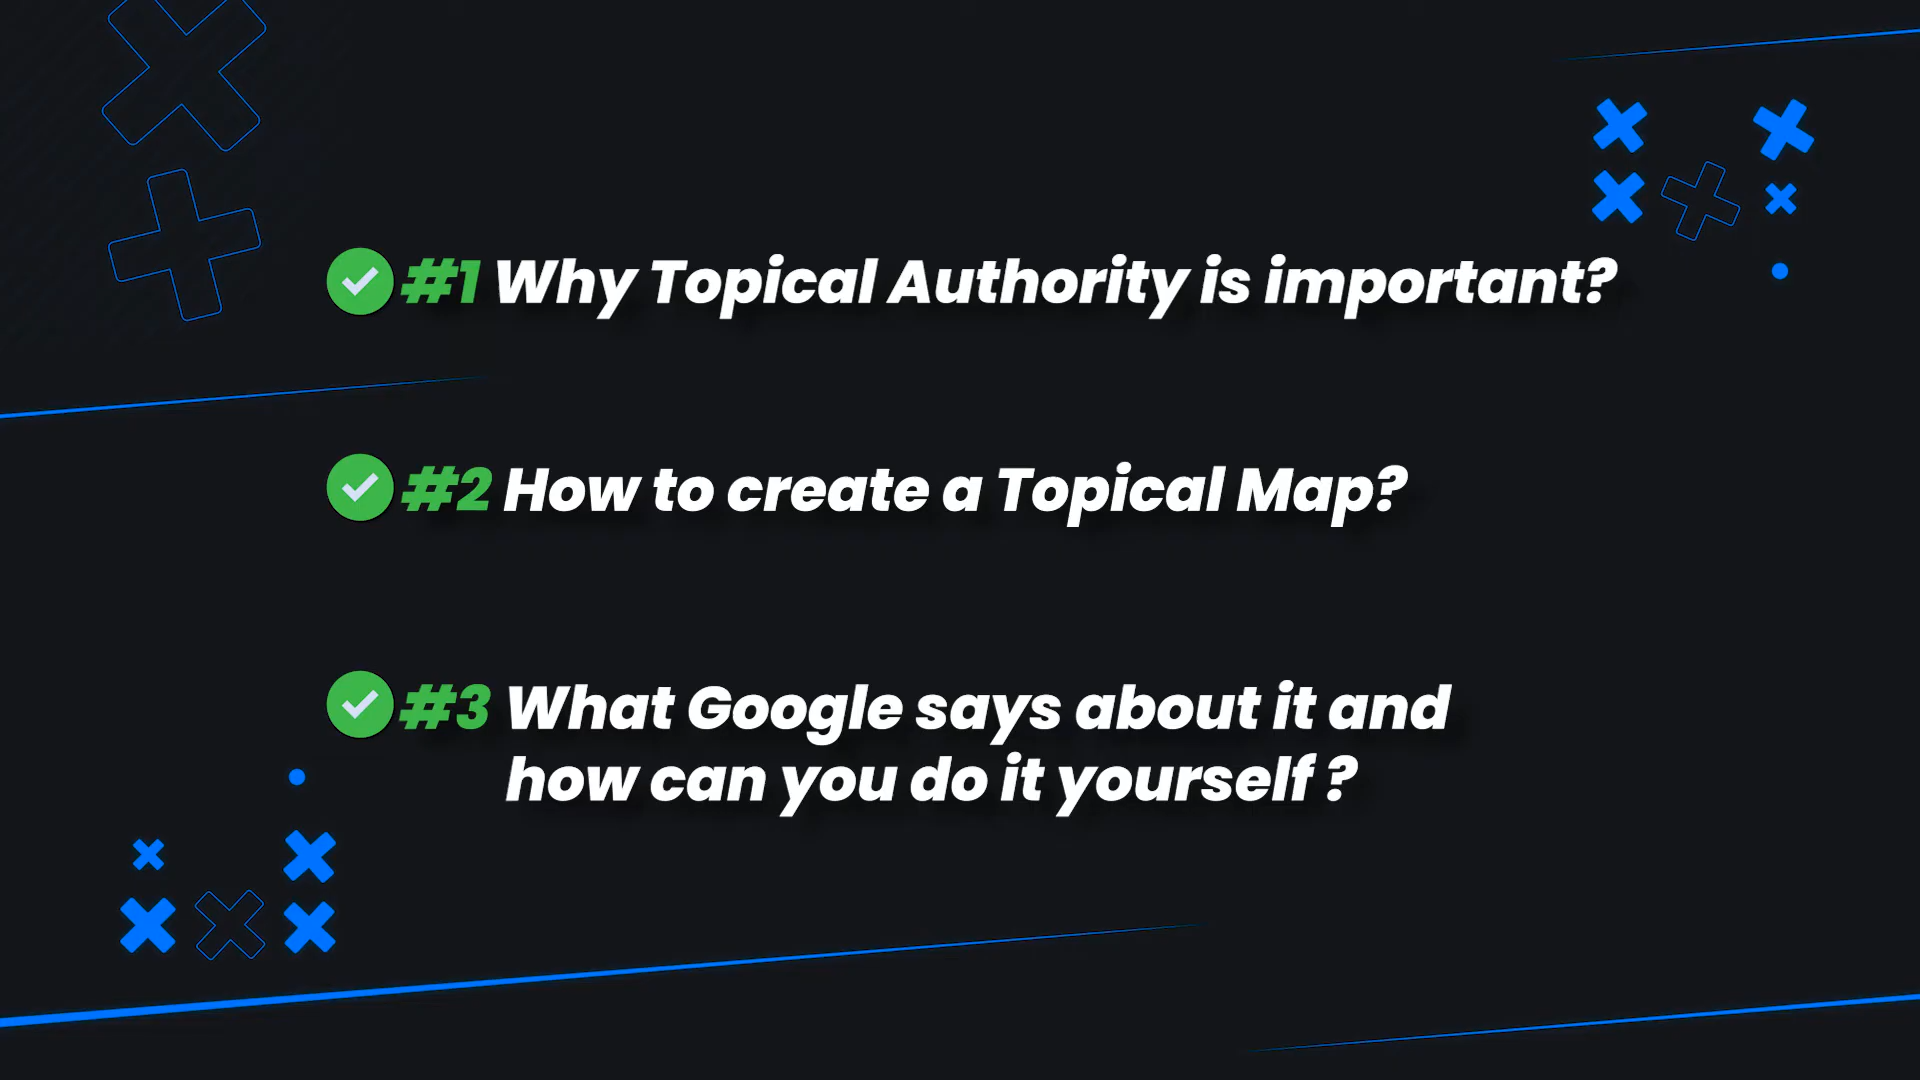 #1 Why Topical Authority is important?
#2 How to create a Topical Map?
#3 What Google says about it and
how can you do it yourself ?